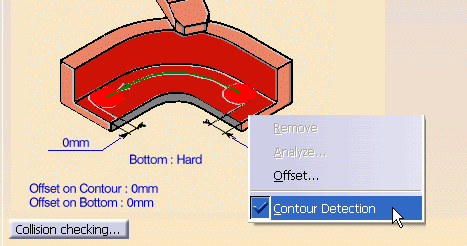 0mm
Bottom : Hard
Offset on Contour : 0mm
Offset on Bottom : 0mm
Collision checking...
Remove
Analyze...
Offset...
Contour Detection